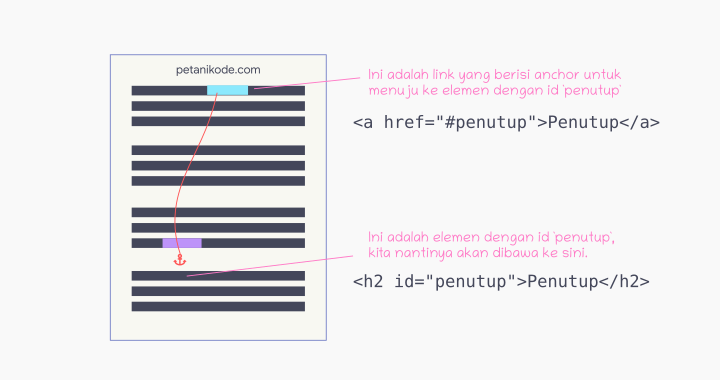 petanikode.com
Ini adalah link yang berisi anchor untuk
menuju ke elemen dengan id `penutup`
<a href="#penutup">Penutup</a>
Ini adalah elemen dengan id `penutup`,
kita nantinya akan dibawa ke sini.
<h2 id="penutup">Penutup</h2>